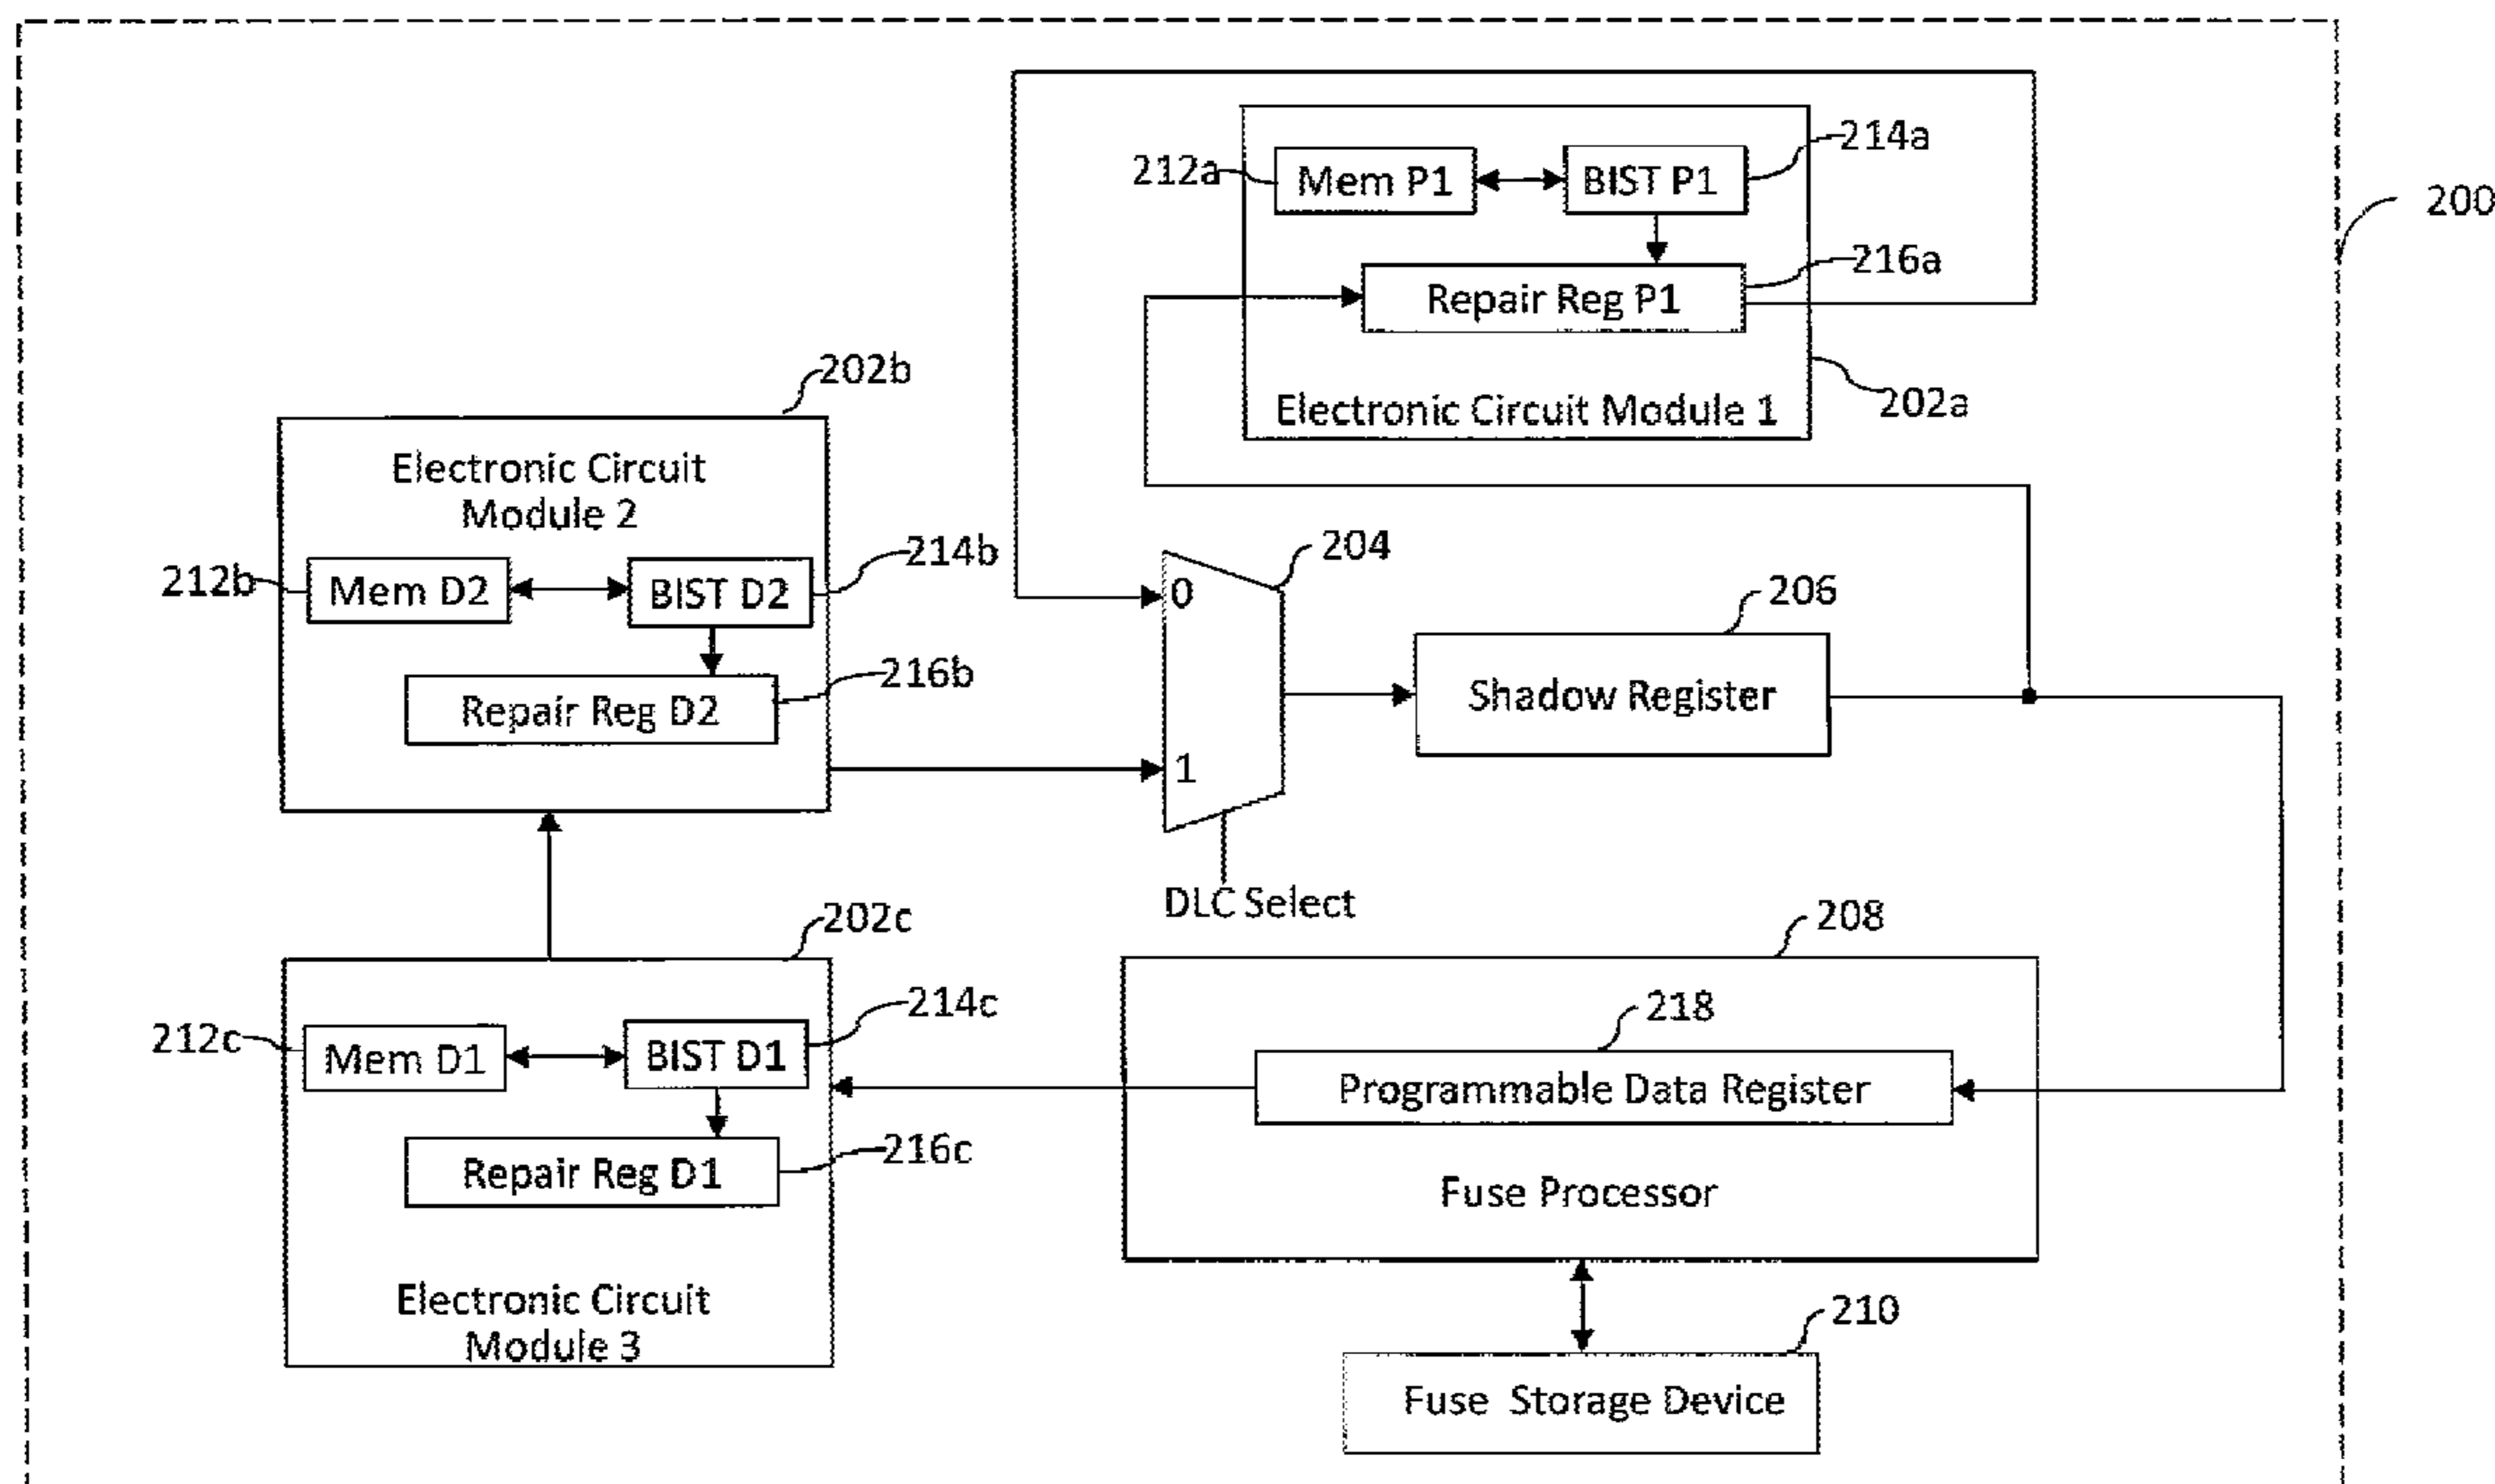 200
214a
212a
Mem P1
BIST P1
216a
Repair Reg P1
202a
Electronic Circuit Module 1
202b
Electronic Circuit
Module 2
214b
212b
Mem D2
BIST D2
216b
Repair Reg D2
204
0
1
DLC Select
206
Shadow Register
202c
214c
212c
Mem D1
BIST D1
216c
Repair Reg D1
Electronic Circuit
Module 3
208
218
Programmable Data Register
Fuse Processor
210
Fuse Storage Device